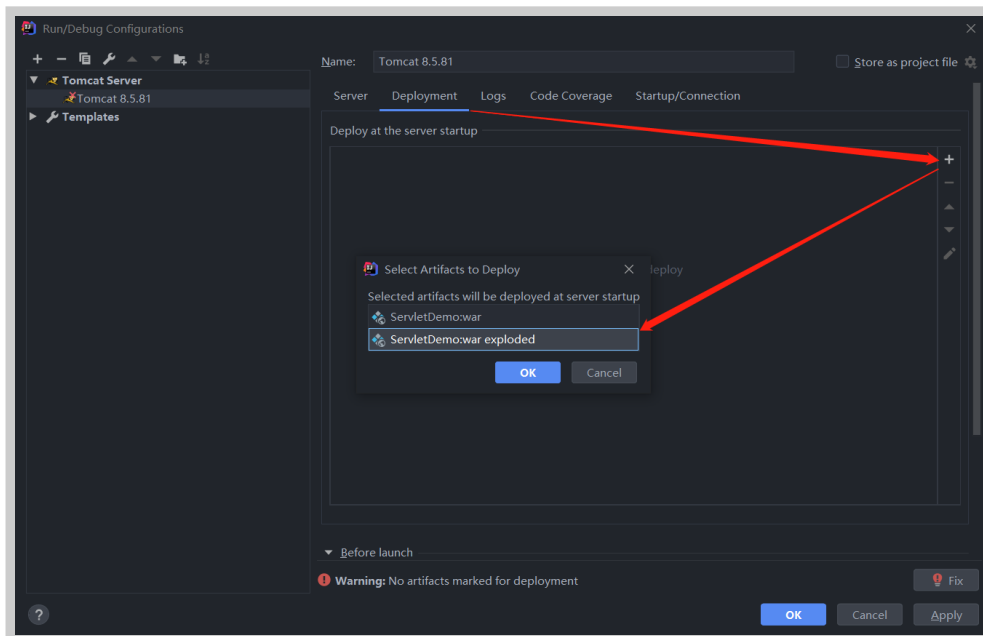 Run/Debug Configurations
Name: Tomcat 8.5.81
Store as project file
Tomcat Server
Tomcat 8.5.81
Templates
Server Deployment Logs Code Coverage Startup/Connection
Deploy at the server startup
deploy
Select Artifacts to Deploy
Selected artifacts will be deployed at server startup
ServletDemo:war
ServletDemo:war exploded
OK Cancel
Before launch
Warning: No artifacts marked for deployment
Fix
?
OK Cancel Apply